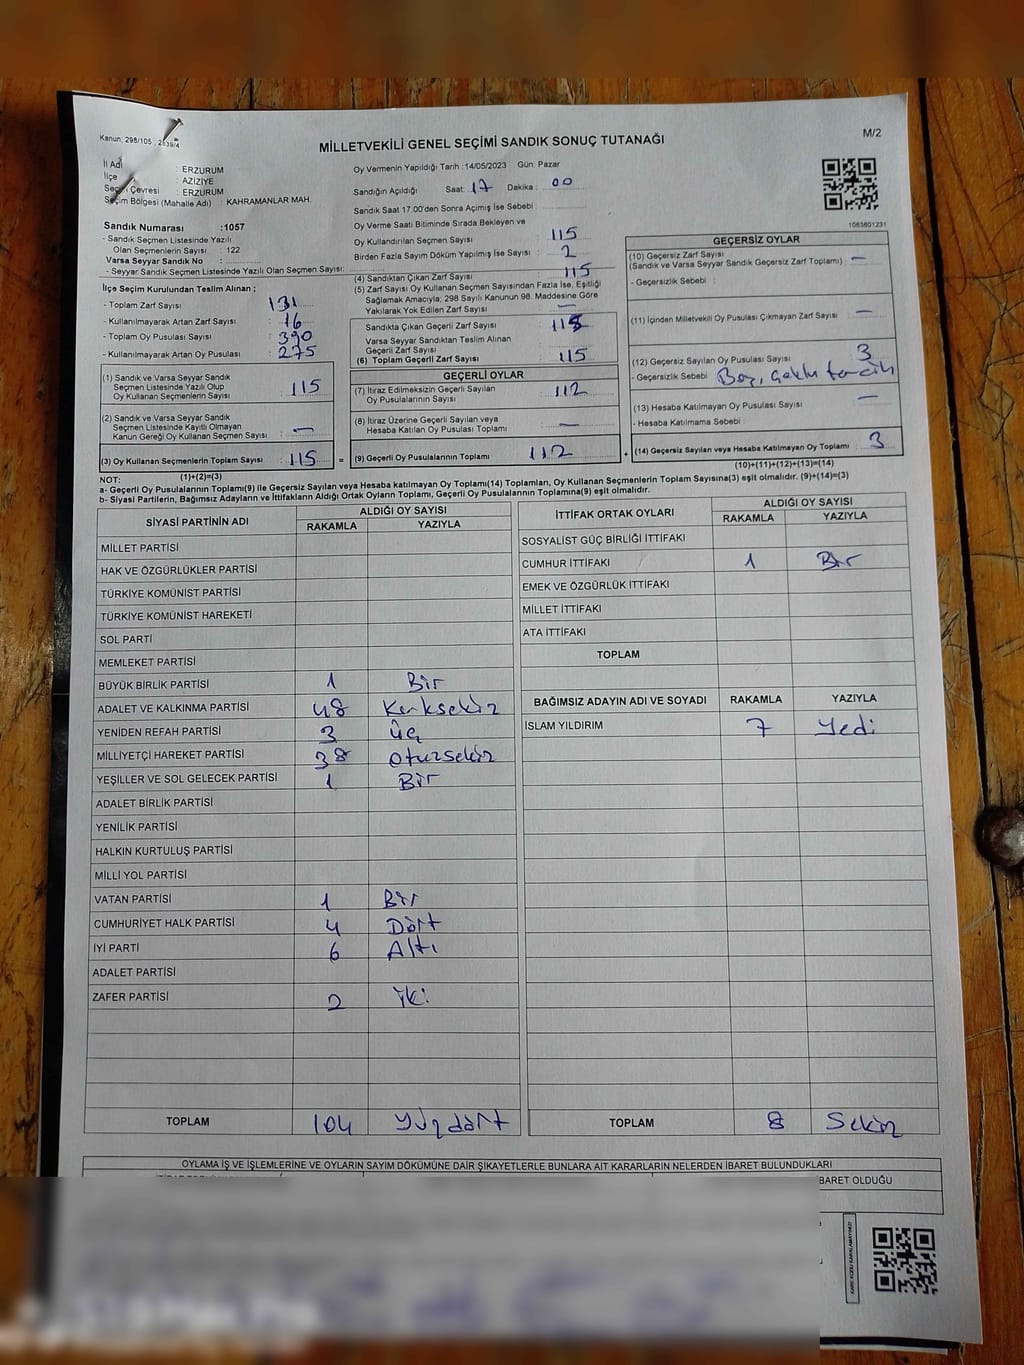 Kanun: 298/105
M/2
MİLLETVEKİLİ GENEL SEÇİMİ SANDIK SONUÇ TUTANAĞI
İl Adı : ERZURUM
İlçe : AZİZİYE
Seçim Çevresi : ERZURUM
Seçim Bölgesi (Mahalle Adı) KAHRAMANLAR MAH.
Oy Vermenin Yapıldığı Tarih :14/05/2023 Gün: Pazar
Sandığın Açıldığı Saat: 17 Dakika : 00
Sandık Saat 17.00'den Sonra Açımış İse Sebebi :
Oy Verme Saati Bitiminde Sırada Bekleyen ve
Oy Kullandırılan Seçmen Sayısı : 115
Birden Fazla Sayım Döküm Yapılmış İse Sayısı : 2
(4) Sandıktan Çıkan Zarf Sayısı : 115
(5) Zarf Sayısı Oy Kullanan Seçmen Sayısından Fazla İse, Eşitliği
Sağlamak Amacıyla; 298 Sayılı Kanunun 98. Maddesine Göre
Yakılarak Yok Edilen Zarf Sayısı : —
Sandık Numarası :1057
- Sandık Seçmen Listesinde Yazılı
Olan Seçmenlerin Sayısı : 122
Varsa Seyyar Sandık No :
- Seyyar Sandık Seçmen Listesinde Yazılı Olan Seçmen Sayısı:
İlçe Seçim Kurulundan Teslim Alınan ;
- Toplam Zarf Sayısı : 131
- Kullanılmayarak Artan Zarf Sayısı : 16
- Toplam Oy Pusulası Sayısı : 390
- Kullanılmayarak Artan Oy Pusulası : 275
Sandıkta Çıkan Geçerli Zarf Sayısı : 115
Varsa Seyyar Sandıktan Teslim Alınan
Geçerli Zarf Sayısı :
(6) Toplam Geçerli Zarf Sayısı : 115
(1) Sandık ve Varsa Seyyar Sandık
Seçmen Listesinde Yazılı Olup
Oy Kullanan Seçmenlerin Sayısı : 115
(2) Sandık ve Varsa Seyyar Sandık
Seçmen Listesinde Kayıtlı Olmayan
Kanun Gereği Oy Kullanan Seçmen Sayısı : —
(3) Oy Kullanan Seçmenlerin Toplam Sayısı : 115
GEÇERLİ OYLAR
(7) İtiraz Edilmeksizin Geçerli Sayılan
Oy Pusulalarının Sayısı : 112
(8) İtiraz Üzerine Geçerli Sayılan veya
Hesaba Katılan Oy Pusulası Toplamı : —
= (9) Geçerli Oy Pusulalarının Toplamı : 112
1063601231
GEÇERSİZ OYLAR
(10) Geçersiz Zarf Sayısı
(Sandık ve Varsa Seyyar Sandık Geçersiz Zarf Toplamı) : —
- Geçersizlik Sebebi :
(11) İçinden Milletvekili Oy Pusulası Çıkmayan Zarf Sayısı : —
(12) Geçersiz Sayılan Oy Pusulası Sayısı : 3
- Geçersizlik Sebebi : Boş, Çoklu tercih
(13) Hesaba Katılmayan Oy Pusulası Sayısı : —
- Hesaba Katılmama Sebebi :
+ (14) Geçersiz Sayılan veya Hesaba Katılmayan Oy Toplamı : 3
NOT: (1)+(2)=(3)
(10)+(11)+(12)+(13)=(14)
a- Geçerli Oy Pusulalarının Toplamı(9) ile Geçersiz Sayılan veya Hesaba katılmayan Oy Toplamı(14) Toplamları, Oy Kullanan Seçmenlerin Toplam Sayısına(3) eşit olmalıdır. (9)+(14)=(3)
b- Siyasi Partilerin, Bağımsız Adayların ve İttifakların Aldığı Ortak Oyların Toplamı, Geçerli Oy Pusulalarının Toplamına(9) eşit olmalıdır.
SİYASİ PARTİNİN ADI ALDIĞI OY SAYISI
RAKAMLA YAZIYLA
MİLLET PARTİSİ
HAK VE ÖZGÜRLÜKLER PARTİSİ
TÜRKİYE KOMÜNİST PARTİSİ
TÜRKİYE KOMÜNİST HAREKETİ
SOL PARTİ
MEMLEKET PARTİSİ
BÜYÜK BİRLİK PARTİSİ 1 Bir
ADALET VE KALKINMA PARTİSİ 48 Kırksekiz
YENİDEN REFAH PARTİSİ 3 üç
MİLLİYETÇİ HAREKET PARTİSİ 38 otuzsekiz
YEŞİLLER VE SOL GELECEK PARTİSİ 1 Bir
ADALET BİRLİK PARTİSİ
YENİLİK PARTİSİ
HALKIN KURTULUŞ PARTİSİ
MİLLİ YOL PARTİSİ
VATAN PARTİSİ 1 Bir
CUMHURİYET HALK PARTİSİ 4 Dört
İYİ PARTİ 6 Altı
ADALET PARTİSİ
ZAFER PARTİSİ 2 iki
TOPLAM 104 Yüzdört
İTTİFAK ORTAK OYLARI ALDIĞI OY SAYISI
RAKAMLA YAZIYLA
SOSYALİST GÜÇ BİRLİĞİ İTTİFAKI
CUMHUR İTTİFAKI 1 Bir
EMEK VE ÖZGÜRLÜK İTTİFAKI
MİLLET İTTİFAKI
ATA İTTİFAKI
TOPLAM
BAĞIMSIZ ADAYIN ADI VE SOYADI RAKAMLA YAZIYLA
İSLAM YILDIRIM 7 Yedi
TOPLAM 8 Sekiz
OYLAMA İŞ VE İŞLEMLERİNE VE OYLARIN SAYIM DÖKÜMÜNE DAİR ŞİKAYETLERLE BUNLARA AİT KARARLARIN NELERDEN İBARET BULUNDUKLARI
BARET OLDUĞU